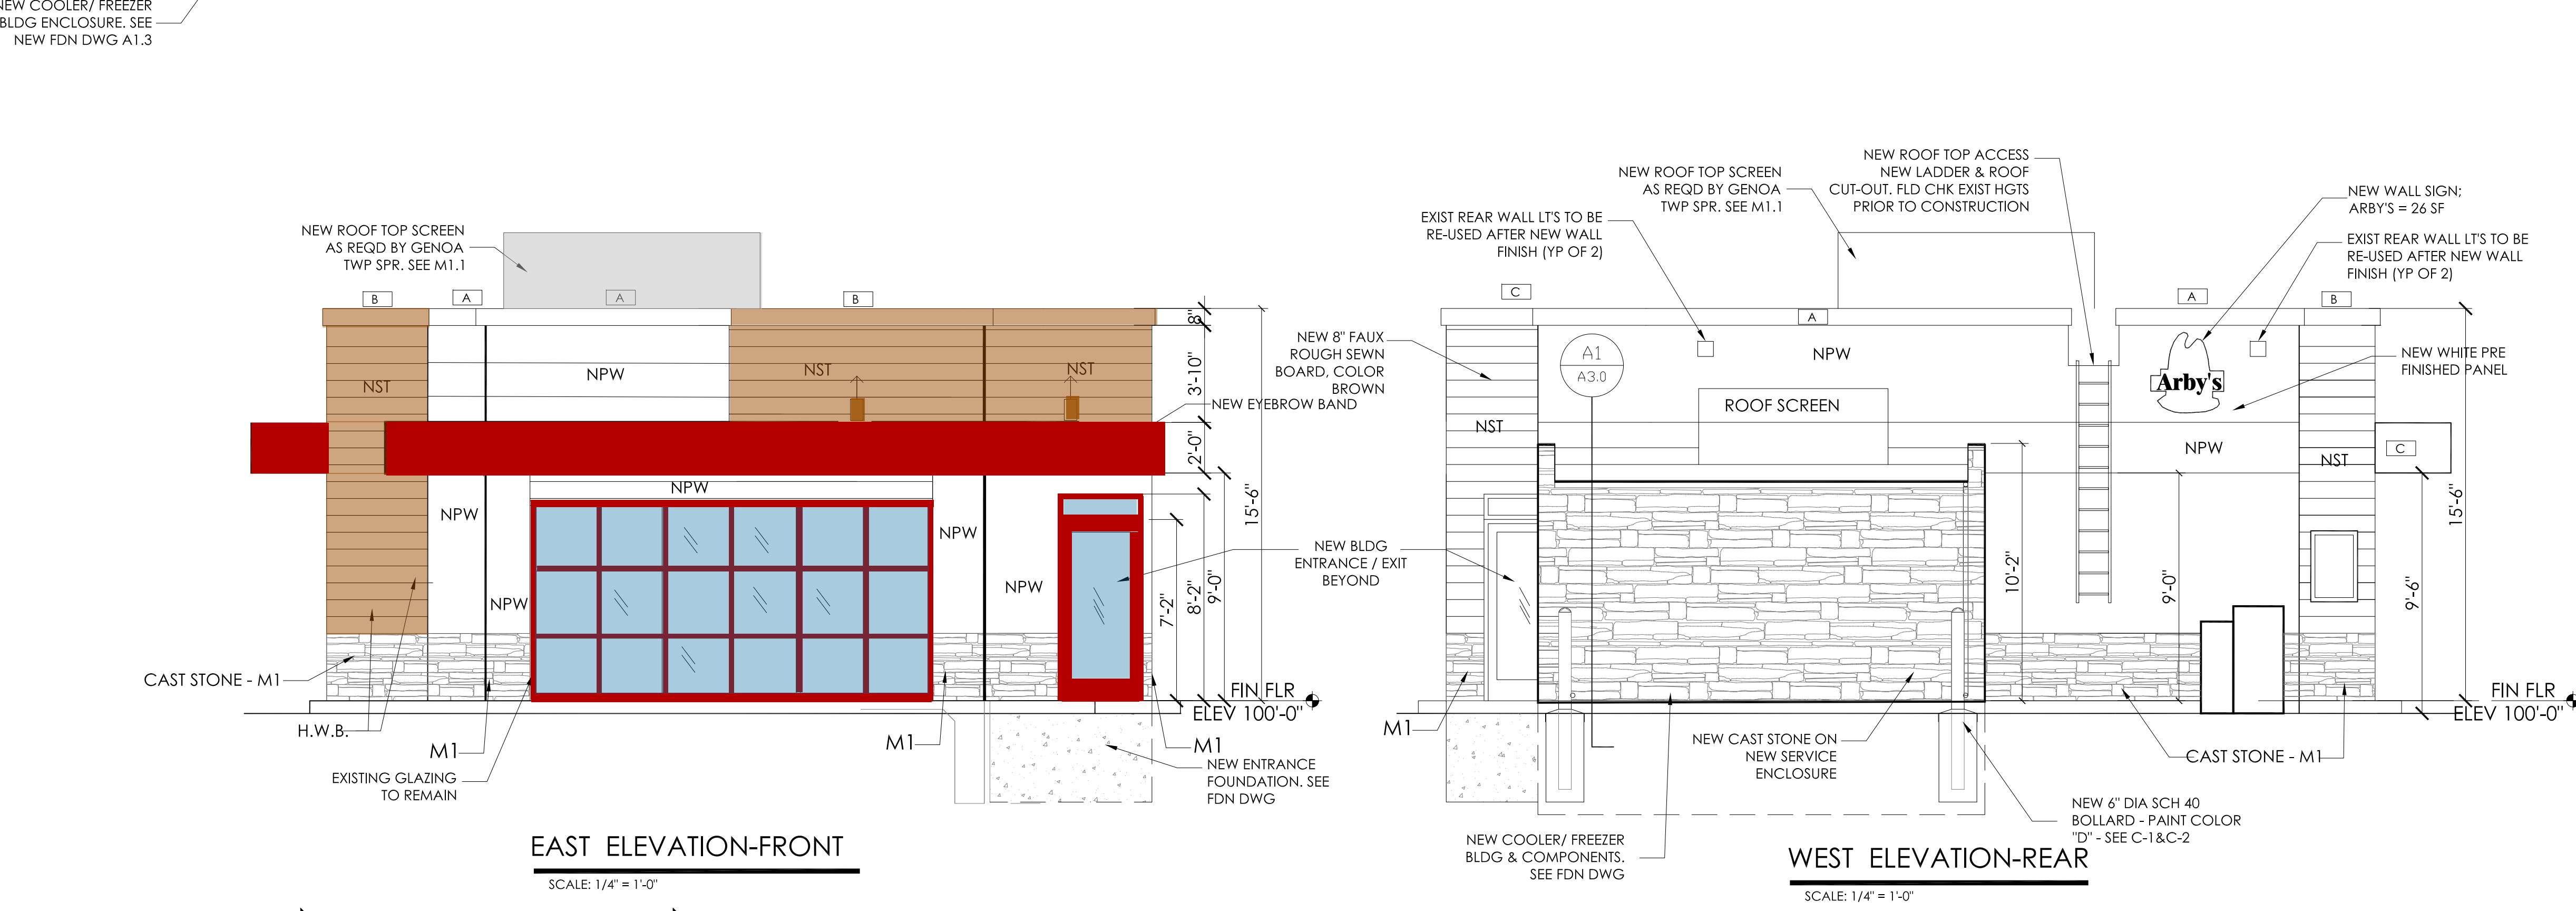 NEW COOLER/ FREEZER
BLDG ENCLOSURE. SEE
NEW FDN DWG A1.3
NEW ROOF TOP SCREEN
AS REQD BY GENOA
TWP SPR. SEE M1.1
B
A
A
B
NST
NPW
NST
NST
NEW EYEBROW BAND
8"
3'-10"
2'-0"
15'-6"
NPW
NPW
NPW
NPW
NPW
7'-2"
8'-2"
9'-0"
CAST STONE - M1
H.W.B.
M1
EXISTING GLAZING
TO REMAIN
M1
M1
FIN FLR
ELEV 100'-0"
NEW ENTRANCE
FOUNDATION. SEE
FDN DWG
EAST ELEVATION-FRONT
SCALE: 1/4" = 1'-0"
NEW BLDG
ENTRANCE / EXIT
BEYOND
NEW 8" FAUX
ROUGH SEWN
BOARD, COLOR
BROWN
EXIST REAR WALL LT'S TO BE
RE-USED AFTER NEW WALL
FINISH (YP OF 2)
NEW ROOF TOP SCREEN
AS REQD BY GENOA
TWP SPR. SEE M1.1
NEW ROOF TOP ACCESS
NEW LADDER & ROOF
CUT-OUT. FLD CHK EXIST HGTS
PRIOR TO CONSTRUCTION
NEW WALL SIGN;
ARBY'S = 26 SF
EXIST REAR WALL LT'S TO BE
RE-USED AFTER NEW WALL
FINISH (YP OF 2)
C
A
A
B
A1
A3.0
NPW
Arby's
NEW WHITE PRE
FINISHED PANEL
ROOF SCREEN
NST
NPW
NST
C
10'-2"
9'-0"
9'-6"
15'-6"
FIN FLR
ELEV 100'-0"
M1
NEW CAST STONE ON
NEW SERVICE
ENCLOSURE
CAST STONE - M1
NEW 6" DIA SCH 40
BOLLARD - PAINT COLOR
"D" - SEE C-1&C-2
NEW COOLER/ FREEZER
BLDG & COMPONENTS.
SEE FDN DWG
WEST ELEVATION-REAR
SCALE: 1/4" = 1'-0"